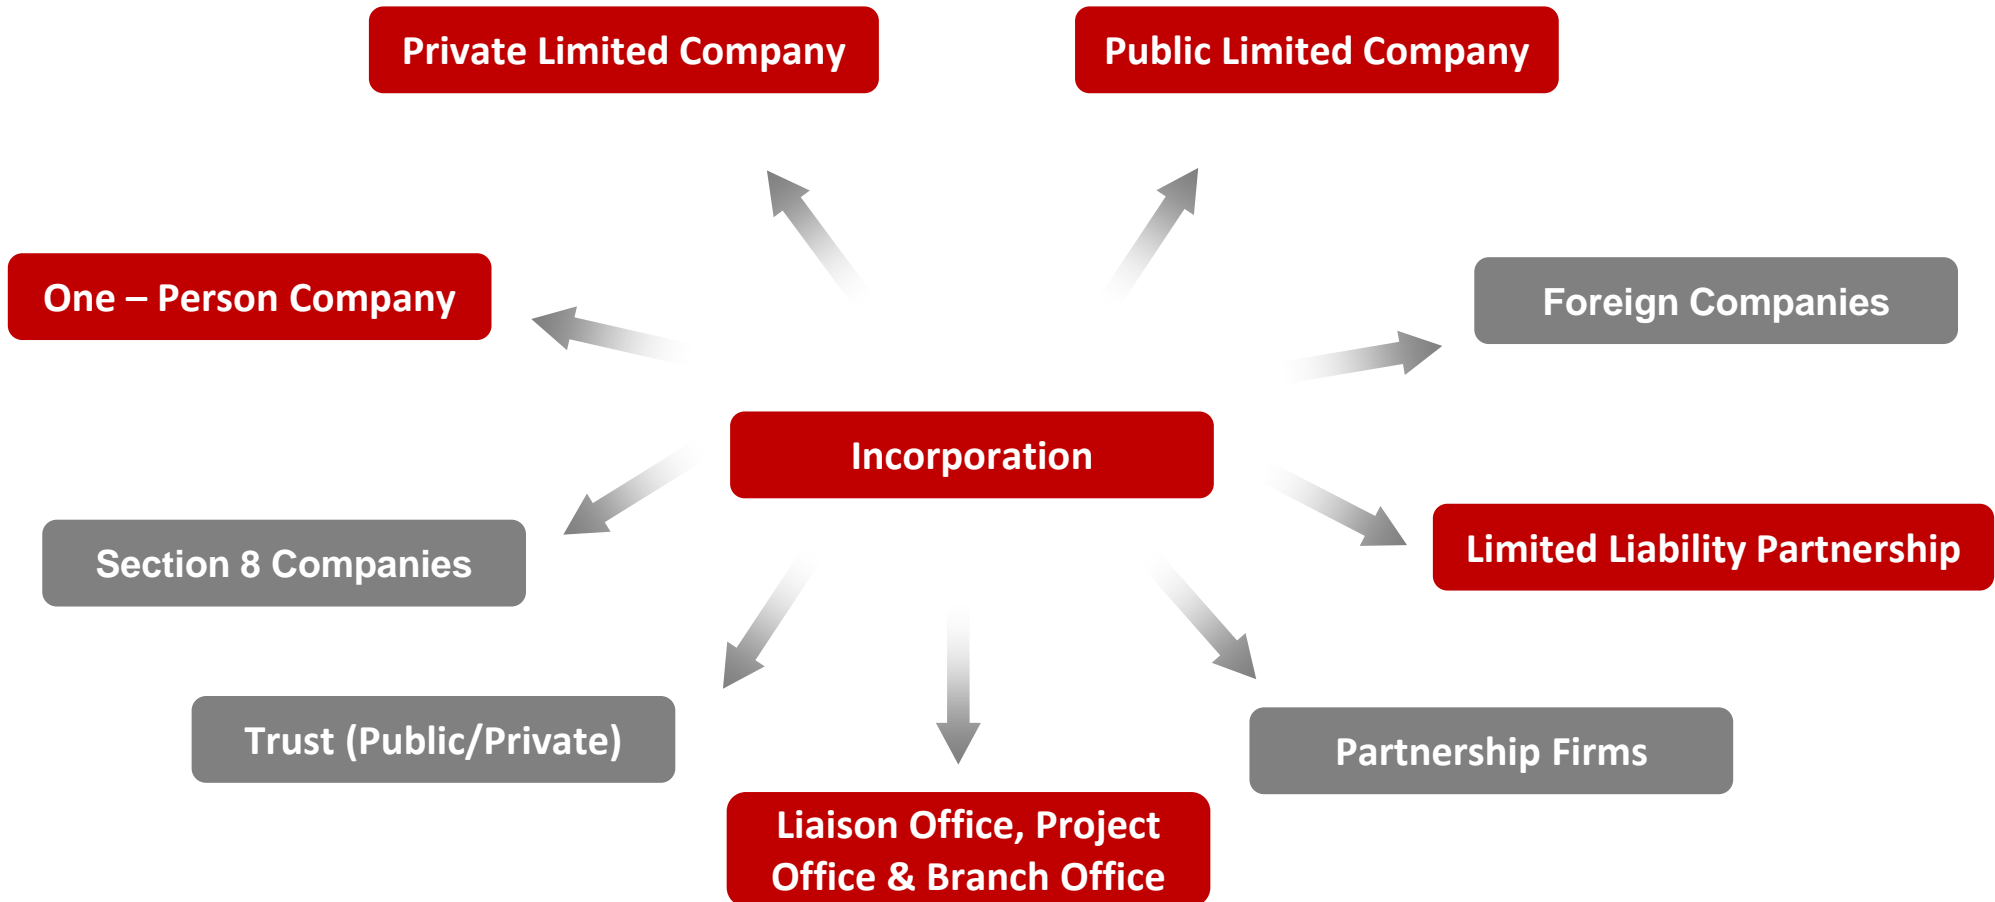 Private Limited Company
Public Limited Company
One – Person Company
Foreign Companies
Incorporation
Section 8 Companies
Limited Liability Partnership
Trust (Public/Private)
Partnership Firms
Liaison Office, Project
Office & Branch Office